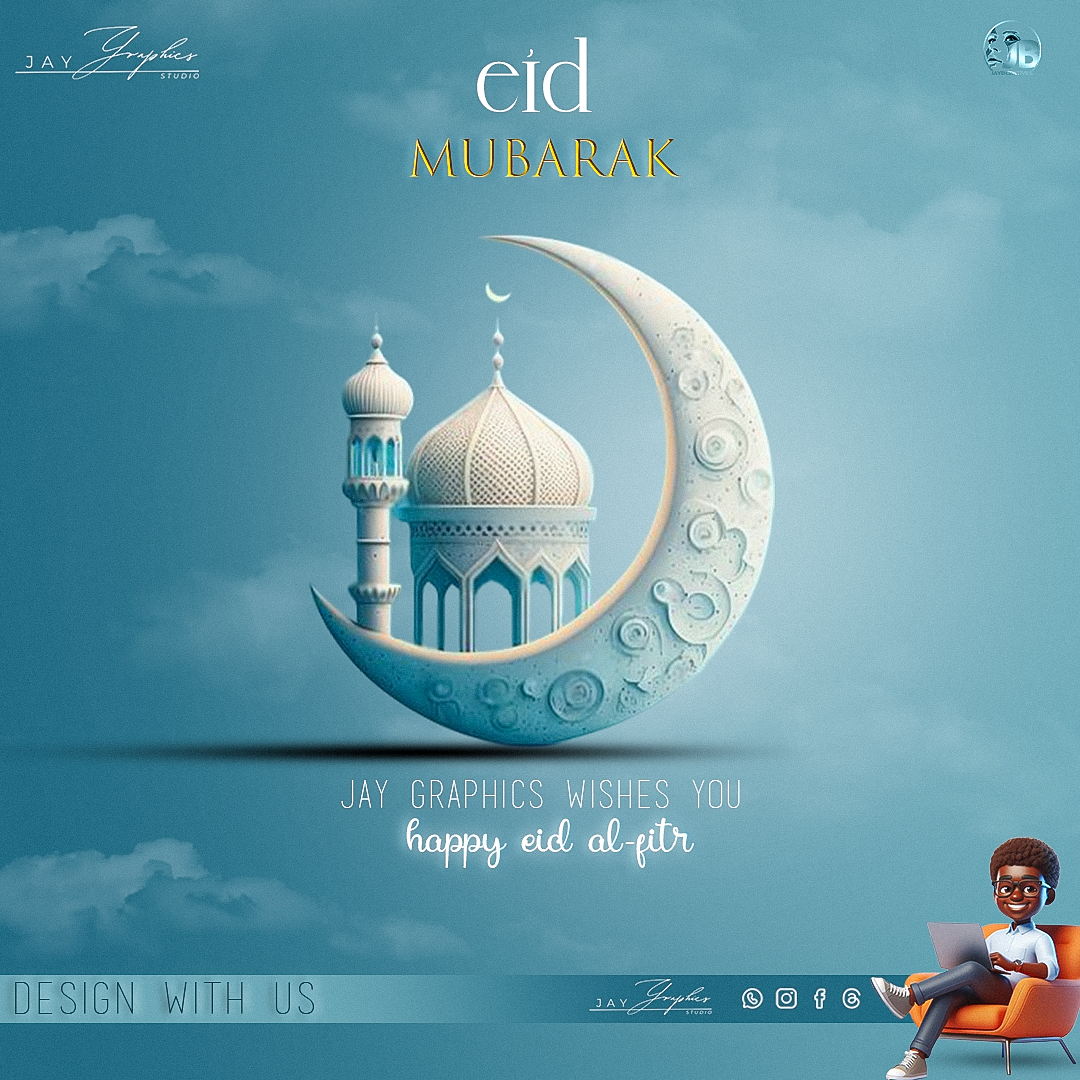 JAY Graphics
STUDIO
eid
MUBARAK
JAY GRAPHICS WISHES YOU
happy eid al-fitr
DESIGN WITH US
JAY Graphics
STUDIO